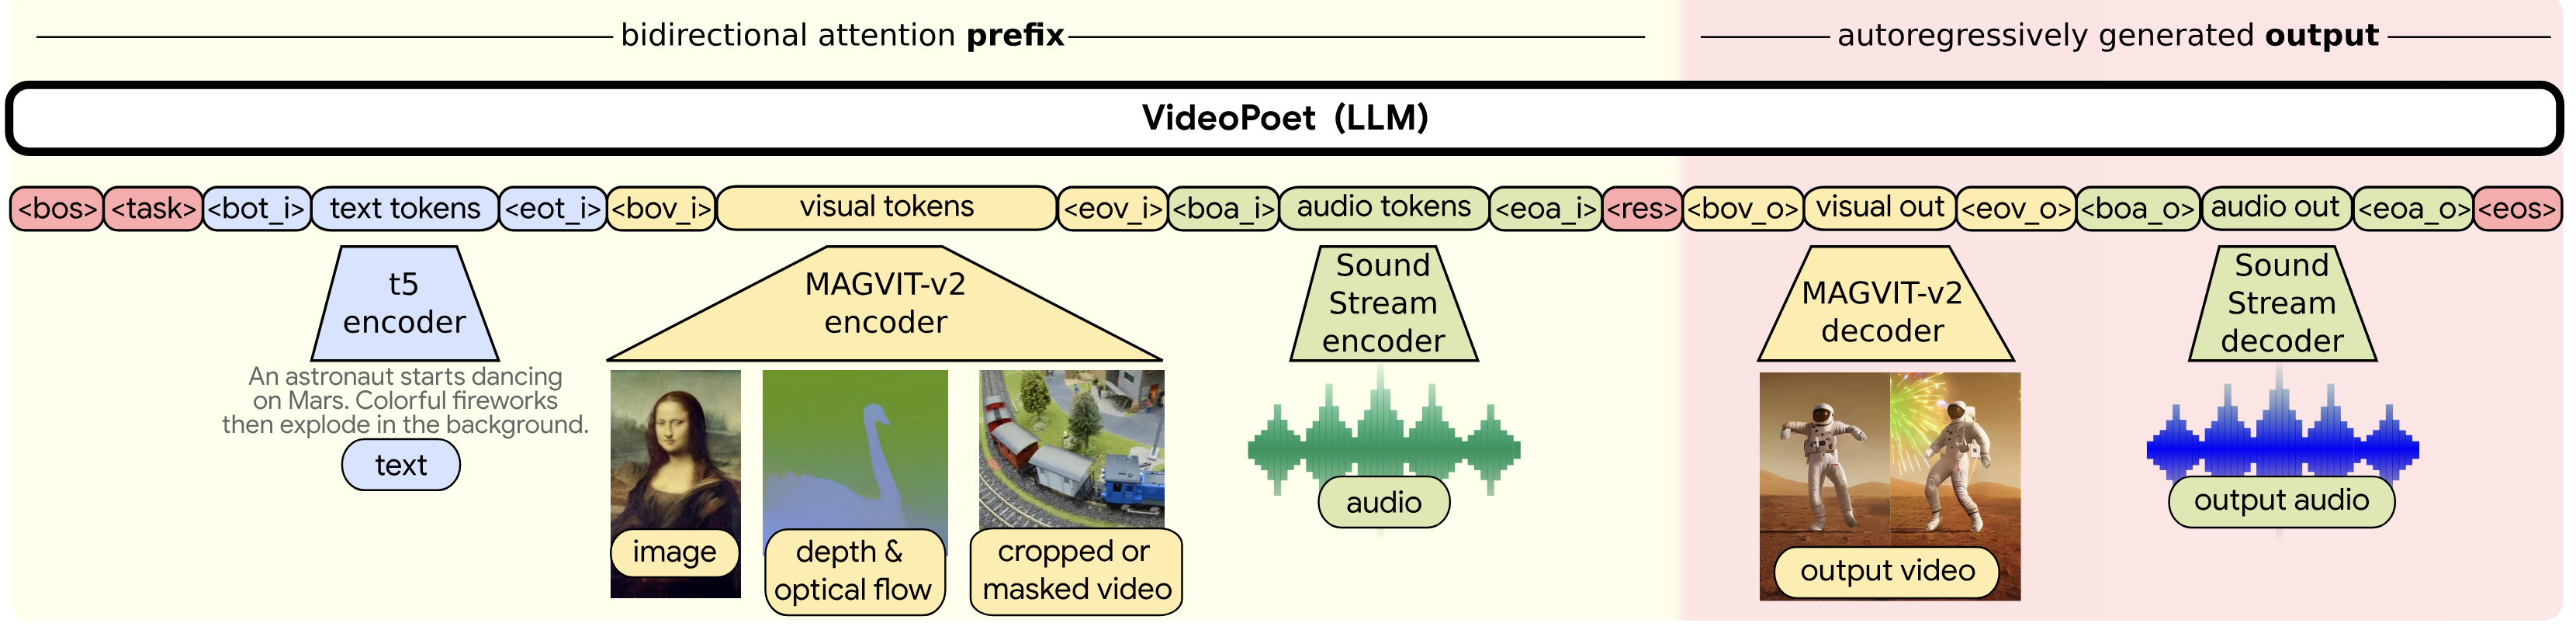 bidirectional attention prefix
autoregressively generated output
VideoPoet (LLM)
<bos> <task> <bot_i> text tokens <eot_i> <bov_i> visual tokens <eov_i> <boa_i> audio tokens <eoa_i> <res> <bov_o> visual out <eov_o> <boa_o> audio out <eoa_o> <eos>
t5
encoder
An astronaut starts dancing
on Mars. Colorful fireworks
then explode in the background.
text
MAGVIT-v2
encoder
image
depth &
optical flow
cropped or
masked video
Sound
Stream
encoder
audio
MAGVIT-v2
decoder
output video
Sound
Stream
decoder
output audio